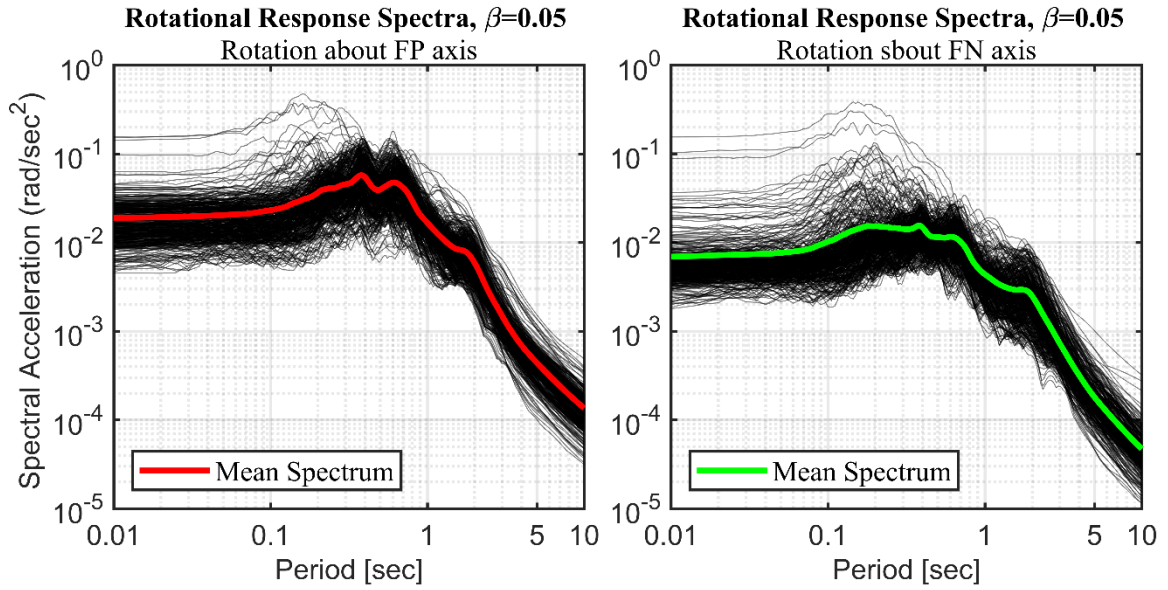 Rotational Response Spectra, β=0.05
Rotation about FP axis
10^0
10^-1
10^-2
10^-3
10^-4
10^-5
Spectral Acceleration (rad/sec^2)
Mean Spectrum
0.01 0.1 1 5 10
Period [sec]
Rotational Response Spectra, β=0.05
Rotation sbout FN axis
10^0
10^-1
10^-2
10^-3
10^-4
10^-5
Mean Spectrum
0.01 0.1 1 5 10
Period [sec]